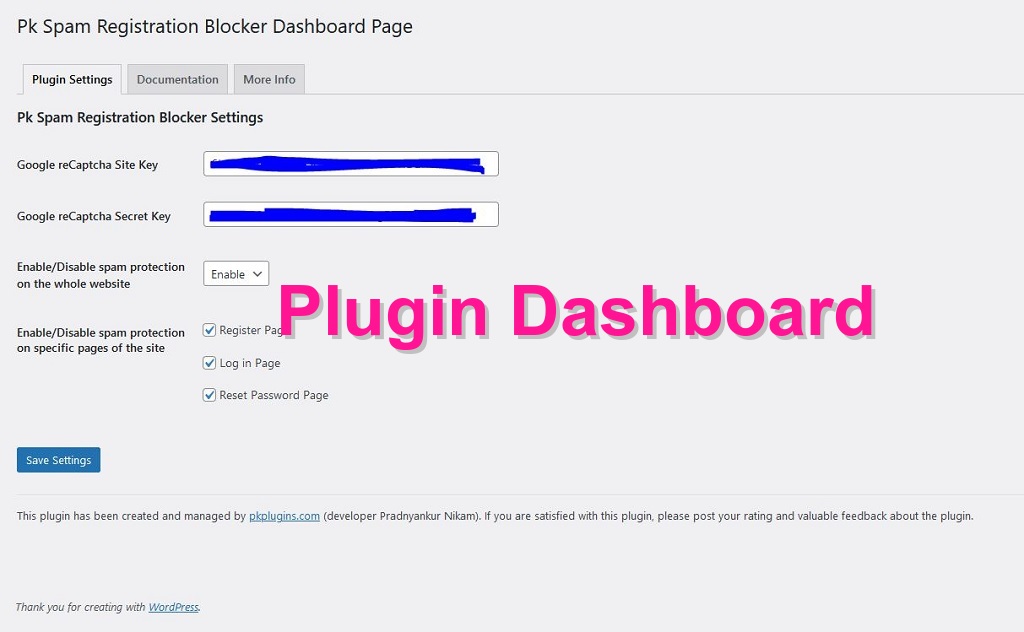 Pk Spam Registration Blocker Dashboard Page
Plugin Settings Documentation More Info
Pk Spam Registration Blocker Settings
Google reCaptcha Site Key
Google reCaptcha Secret Key
Enable/Disable spam protection
on the whole website
Enable
Plugin Dashboard
Enable/Disable spam protection
on specific pages of the site
Register Pag
Log in Page
Reset Password Page
Save Settings
This plugin has been created and managed by pkplugins.com (developer Pradnyankur Nikam). If you are satisfied with this plugin, please post your rating and valuable feedback about the plugin.
Thank you for creating with WordPress.